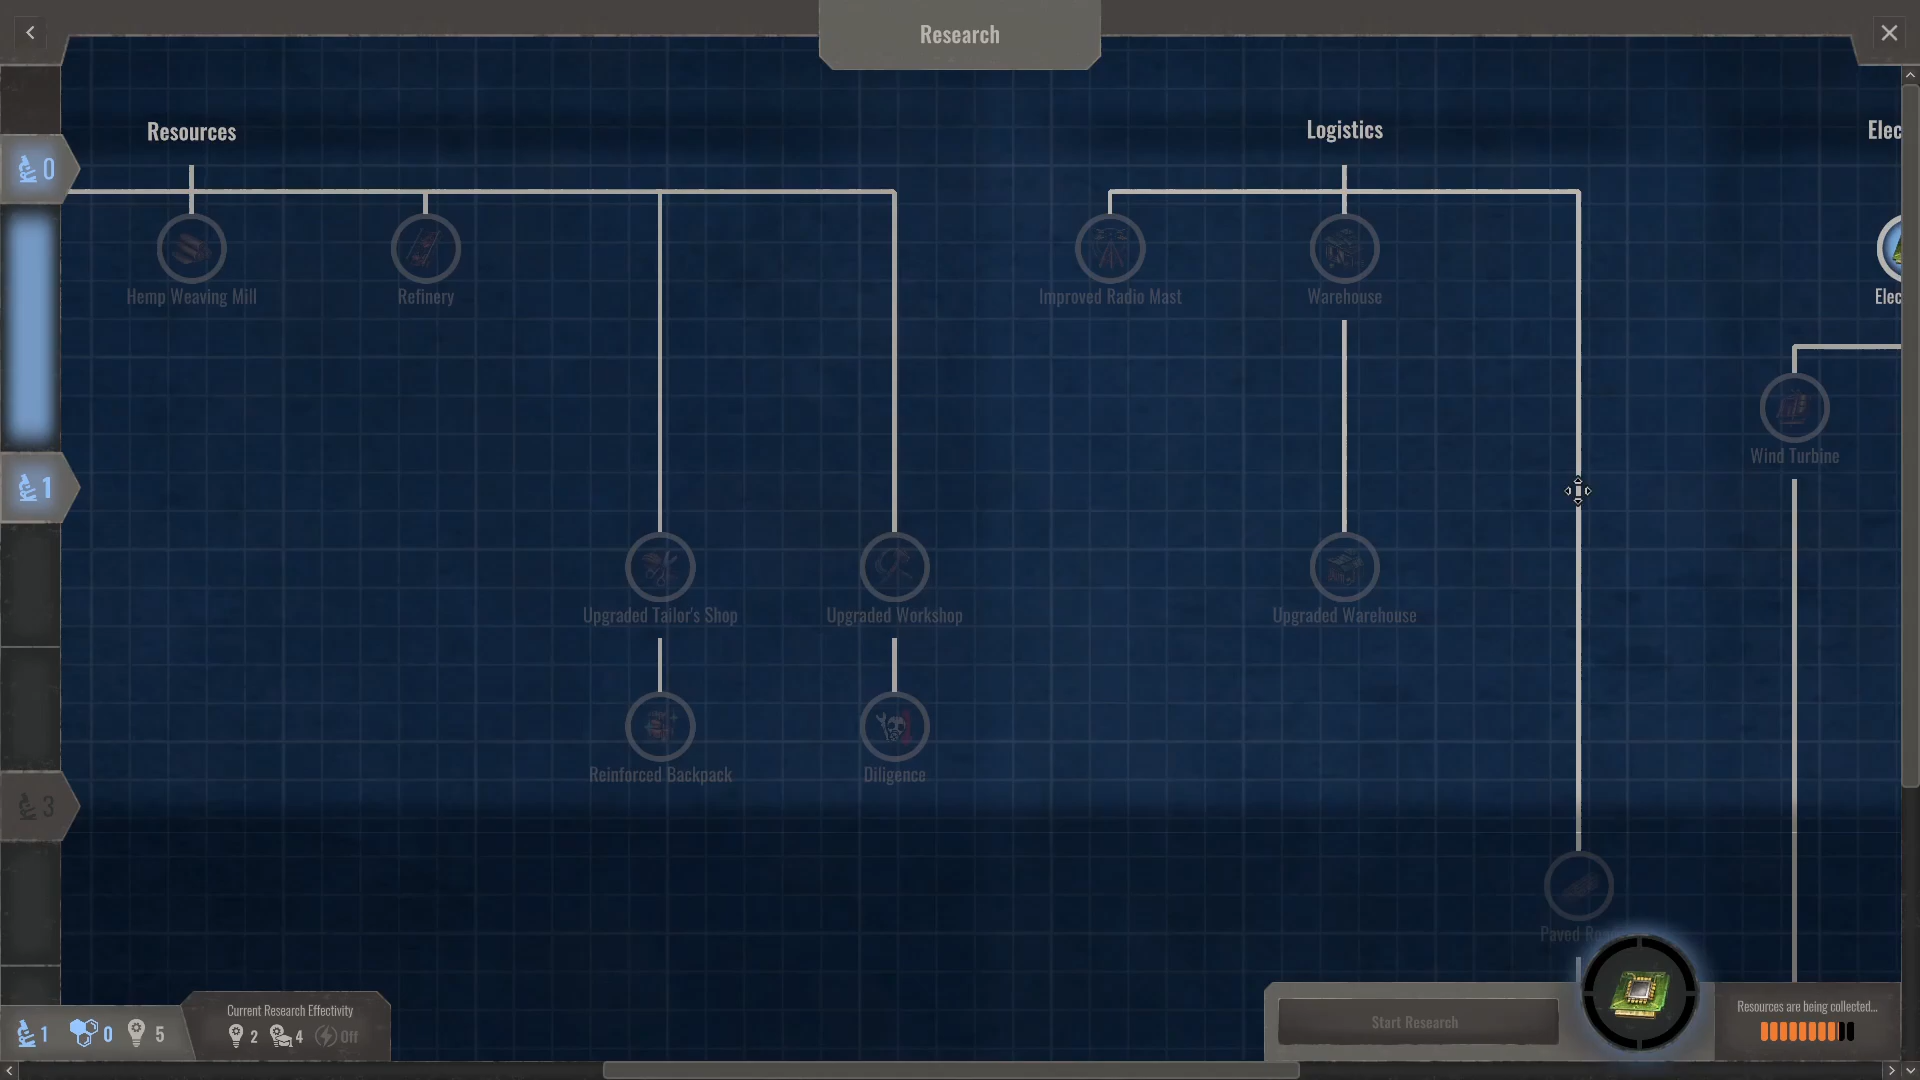 Research
Resources
Logistics
Elec
0
Hemp Weaving Mill
Refinery
Improved Radio Mast
Warehouse
Elec
Wind Turbine
1
Upgraded Tailor's Shop
Upgraded Workshop
Upgraded Warehouse
Reinforced Backpack
Diligence
3
Paved Ro
Current Research Effectivity
1
0
5
2
4
Off
Start Research
Resources are being collected...